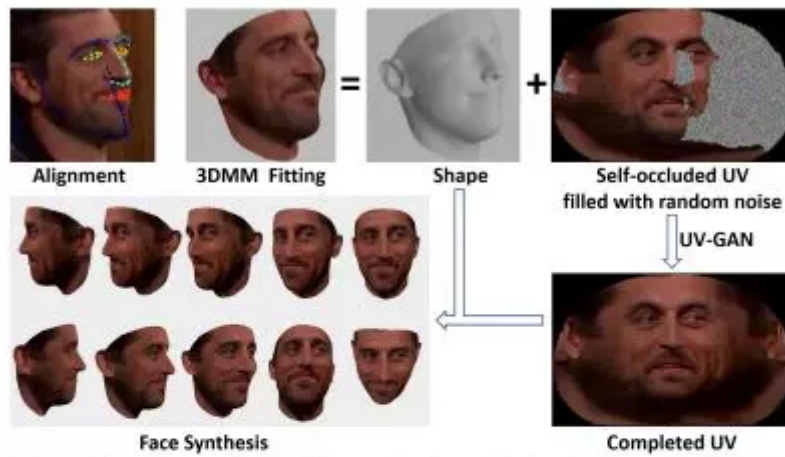 =
+
Alignment
3DMM Fitting
Shape
Self-occluded UV
filled with random noise
UV-GAN
Face Synthesis
Completed UV